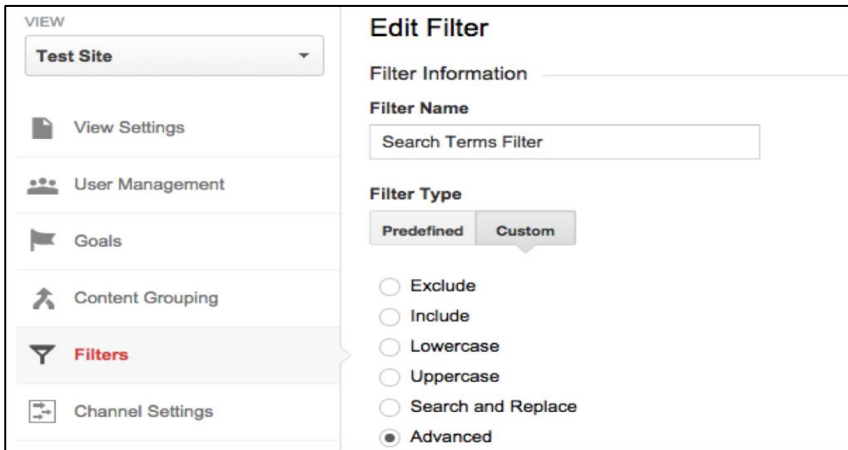 VIEW
Test Site
View Settings
User Management
Goals
Content Grouping
Filters
Channel Settings
Edit Filter
Filter Information
Filter Name
Search Terms Filter
Filter Type
Predefined Custom
Exclude
Include
Lowercase
Uppercase
Search and Replace
Advanced